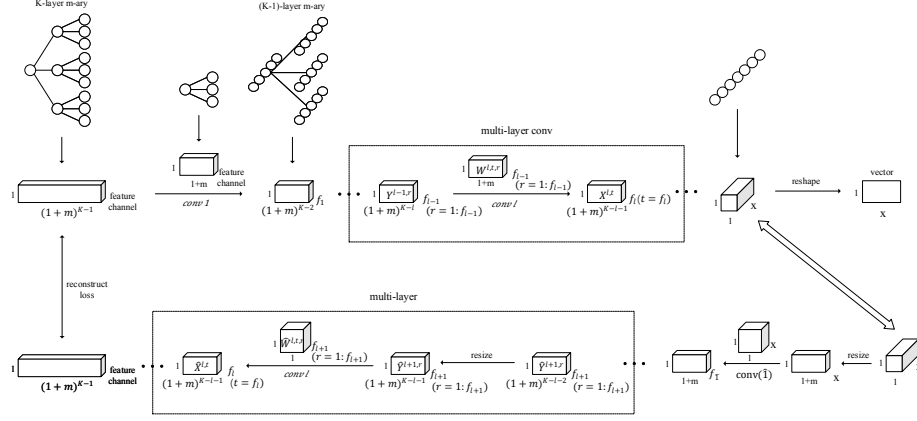 K-layer m-ary
(K-1)-layer m-ary
multi-layer conv
1
feature channel
(1 + m)^{K-1}
1
feature channel
1+m
conv 1
1
f_1
(1 + m)^{K-2}
1
Y^{l-1,r}
f_{l-1}
(r = 1: f_{l-1})
(1 + m)^{K-l}
1
W^{l,t,r}
f_{l-1}
1+m
(r = 1: f_{l-1})
conv l
1
X^{l,t}
f_l(t = f_l)
(1 + m)^{K-l-1}
1
x
1
reshape
vector
1
x
reconstruct
loss
multi-layer
1
feature
channel
(1 + m)^{K-1}
1
X̂^{l,t}
f_l
(t = f_l)
(1 + m)^{K-l-1}
1
Ŵ^{l,t,r}
f_{l+1}
1
(r = 1: f_{l+1})
conv l
1
Ŷ^{l+1,r}
f_{l+1}
(r = 1: f_{l+1})
(1 + m)^{K-l-1}
resize
1
Ŷ^{l+1,r}
f_{l+1}
(r = 1: f_{l+1})
(1 + m)^{K-l-2}
1
1+m
f_{1̂}
1
x
1
conv(1̂)
1
1+m
x
resize
1
1